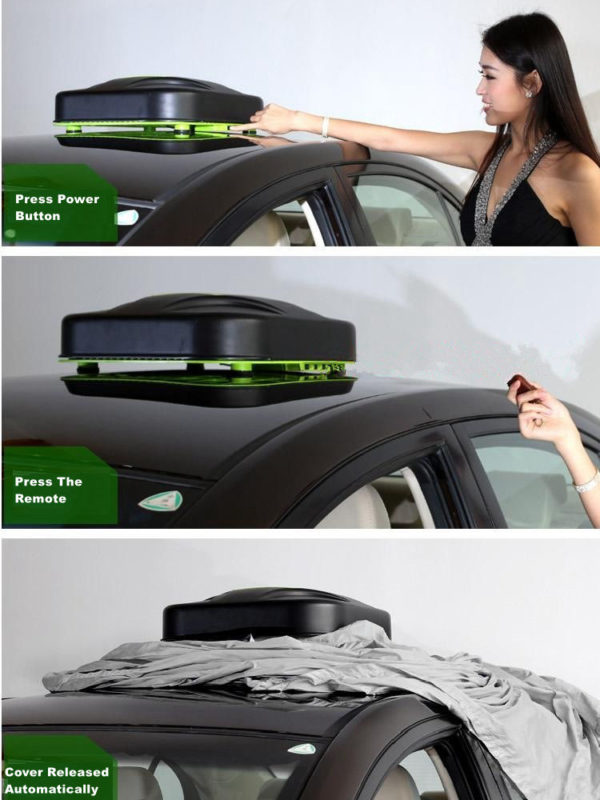 Press Power
Button
Press The
Remote
Cover Released
Automatically